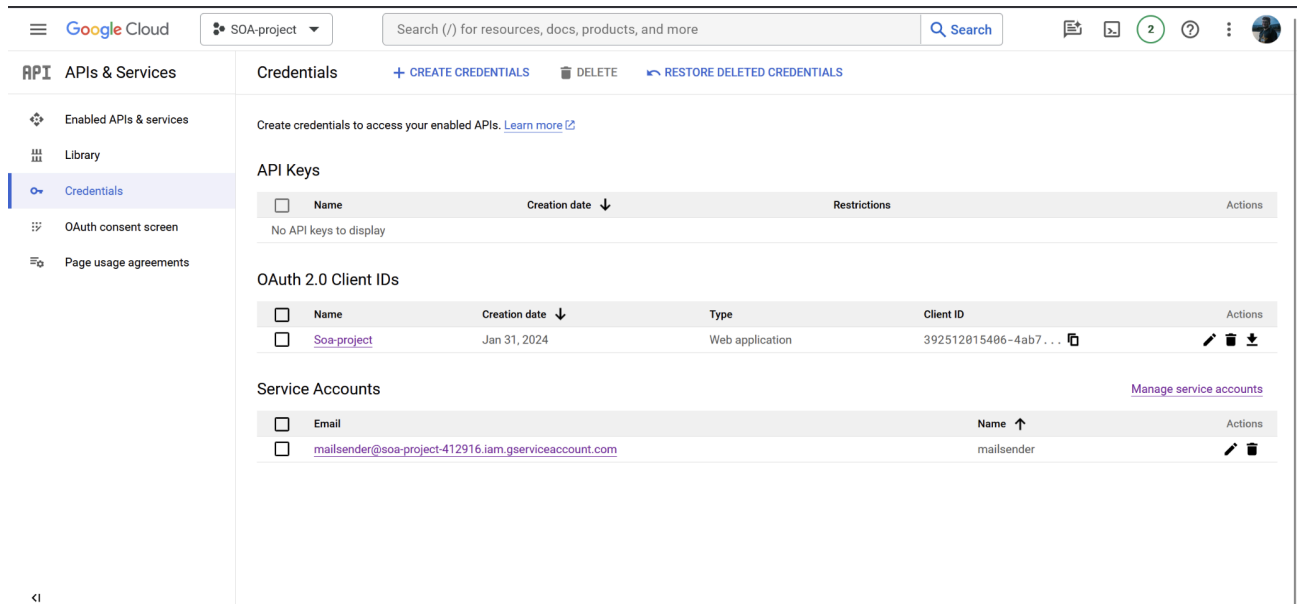 Google Cloud SOA-project Search (/) for resources, docs, products, and more Search 2
API APIs & Services Credentials + CREATE CREDENTIALS DELETE RESTORE DELETED CREDENTIALS
Enabled APIs & services
Library
Credentials
OAuth consent screen
Page usage agreements
Create credentials to access your enabled APIs. Learn more
API Keys
Name Creation date Restrictions Actions
No API keys to display
OAuth 2.0 Client IDs
Name Creation date Type Client ID Actions
Soa-project Jan 31, 2024 Web application 392512015406-4ab7...
Service Accounts Manage service accounts
Email Name Actions
mailsender@soa-project-412916.iam.gserviceaccount.com mailsender